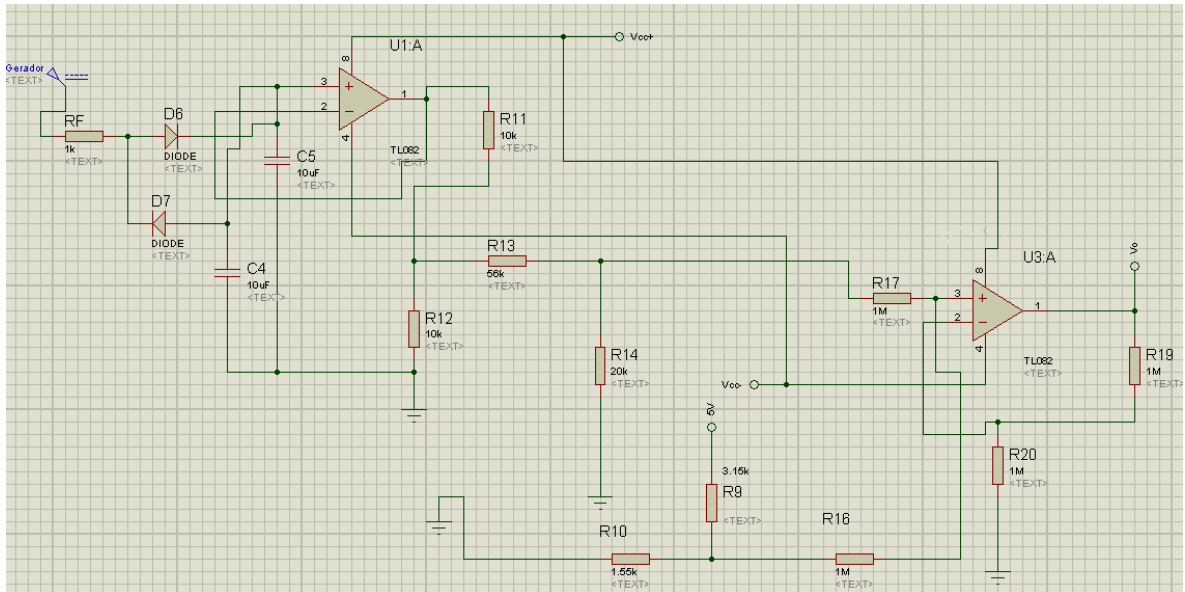 Gerador
<TEXT>
RF
1k
<TEXT>
D6
DIODE
<TEXT>
D7
DIODE
<TEXT>
C5
10uF
<TEXT>
C4
10uF
<TEXT>
U1:A
8
3
2
1
4
TL082
<TEXT>
Vcc+
R11
10k
<TEXT>
R12
10k
<TEXT>
R13
56k
<TEXT>
R14
20k
<TEXT>
R17
1M
<TEXT>
U3:A
8
3
2
1
4
TL082
<TEXT>
Vo
R19
1M
<TEXT>
R20
1M
<TEXT>
Vcc-
5V
3.15k
R9
<TEXT>
R10
1.55k
<TEXT>
R16
1M
<TEXT>